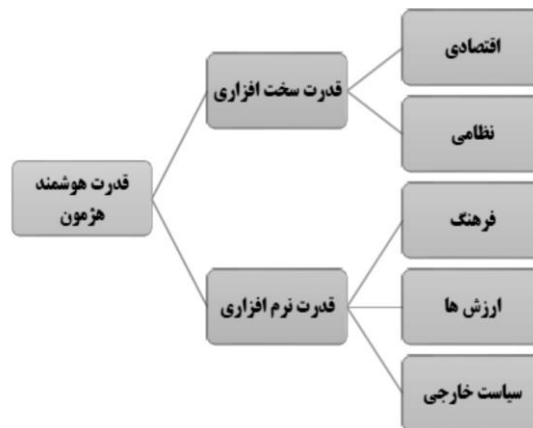 اقتصادی
قدرت سخت افزاری
نظامی
قدرت هوشمند
هژمون
فرهنگ
قدرت نرم افزاری
ارزش ها
سیاست خارجی